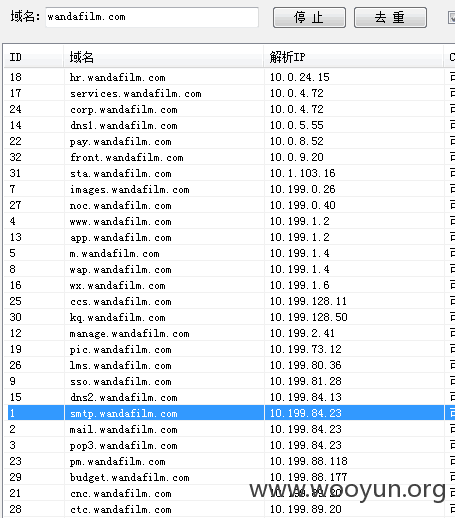 域名: wandafilm.com 停止 去重
ID 域名 解析IP
18 hr.wandafilm.com 10.0.24.15
17 services.wandafilm.com 10.0.4.72
24 corp.wandafilm.com 10.0.4.72
14 dns1.wandafilm.com 10.0.5.55
22 pay.wandafilm.com 10.0.8.52
32 front.wandafilm.com 10.0.9.20
31 sta.wandafilm.com 10.1.103.16
7 images.wandafilm.com 10.199.0.26
27 noc.wandafilm.com 10.199.0.40
4 www.wandafilm.com 10.199.1.2
13 app.wandafilm.com 10.199.1.2
5 m.wandafilm.com 10.199.1.4
8 wap.wandafilm.com 10.199.1.4
16 wx.wandafilm.com 10.199.1.6
25 ccs.wandafilm.com 10.199.128.11
30 kq.wandafilm.com 10.199.128.50
12 manage.wandafilm.com 10.199.2.41
19 pic.wandafilm.com 10.199.73.12
26 lms.wandafilm.com 10.199.80.36
9 sso.wandafilm.com 10.199.81.28
15 dns2.wandafilm.com 10.199.84.13
1 smtp.wandafilm.com 10.199.84.23
2 mail.wandafilm.com 10.199.84.23
3 pop3.wandafilm.com 10.199.84.23
23 pm.wandafilm.com 10.199.88.118
29 budget.wandafilm.com 10.199.88.177
21 cnc.wandafilm.com 10.199.89.20
28 ctc.wandafilm.com 10.199.89.20
www.wooyun.org